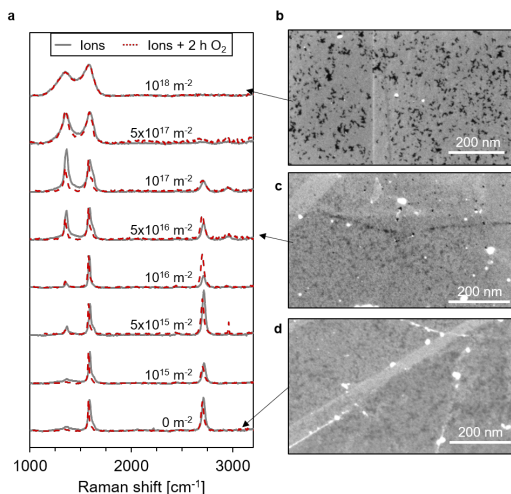 a
Ions
Ions + 2 h O₂
10¹⁸ m⁻²
5x10¹⁷ m⁻²
10¹⁷ m⁻²
5x10¹⁶ m⁻²
10¹⁶ m⁻²
5x10¹⁵ m⁻²
10¹⁵ m⁻²
0 m⁻²
1000 2000 3000
Raman shift [cm⁻¹]
b
200 nm
c
200 nm
d
200 nm